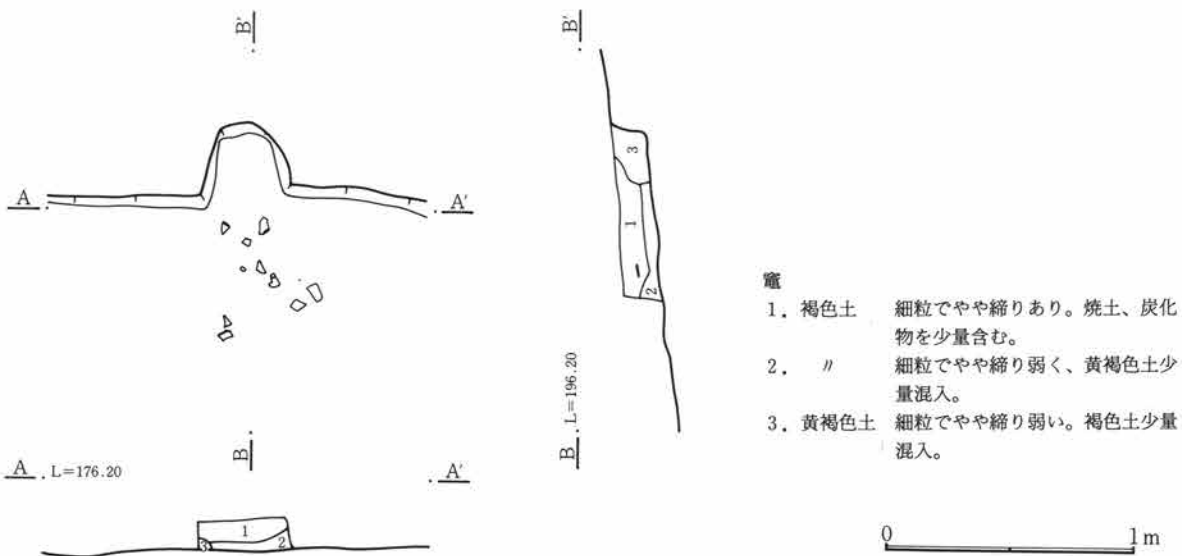 B′
B′
A
A′
3
1
2
竈
1．褐色土　細粒でやや締りあり。焼土、炭化
物を少量含む。
2．　〃　　細粒でやや締り弱く、黄褐色土少
量混入。
3．黄褐色土　細粒でやや締り弱い。褐色土少量
混入。
B
B
L=196.20
A
L=176.20
A′
1
3
2
0
1m